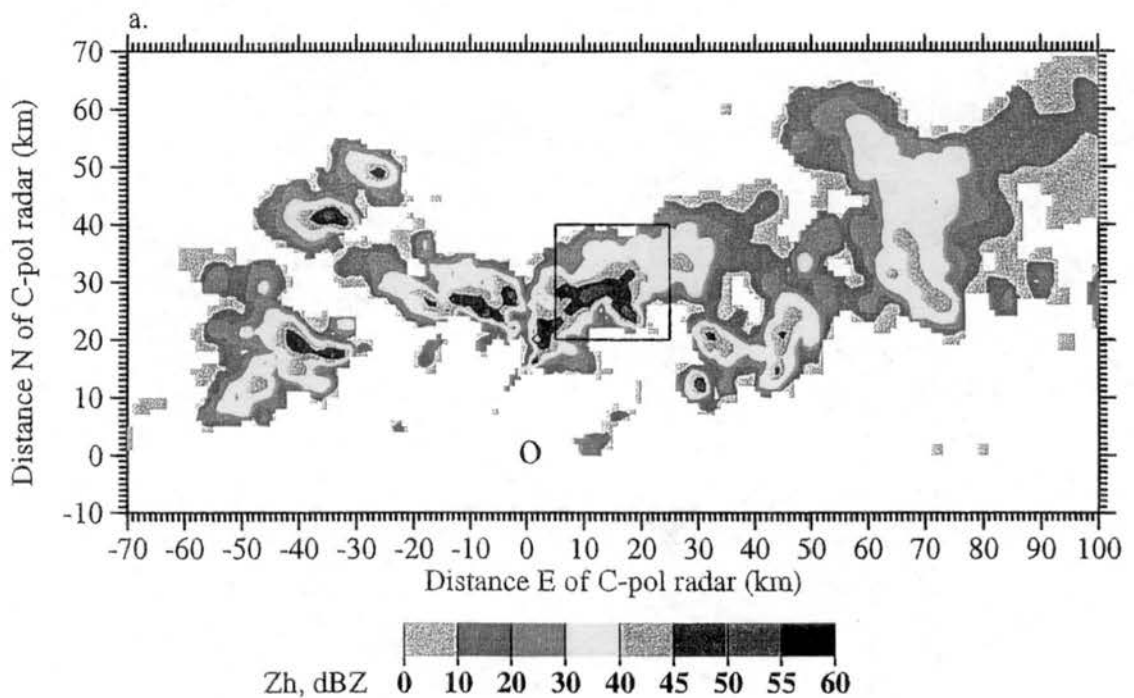 a.
70
60
50
40
30
20
10
0
-10
Distance N of C-pol radar (km)
O
-70 -60 -50 -40 -30 -20 -10 0 10 20 30 40 50 60 70 80 90 100
Distance E of C-pol radar (km)
Zh, dBZ 0 10 20 30 40 45 50 55 60